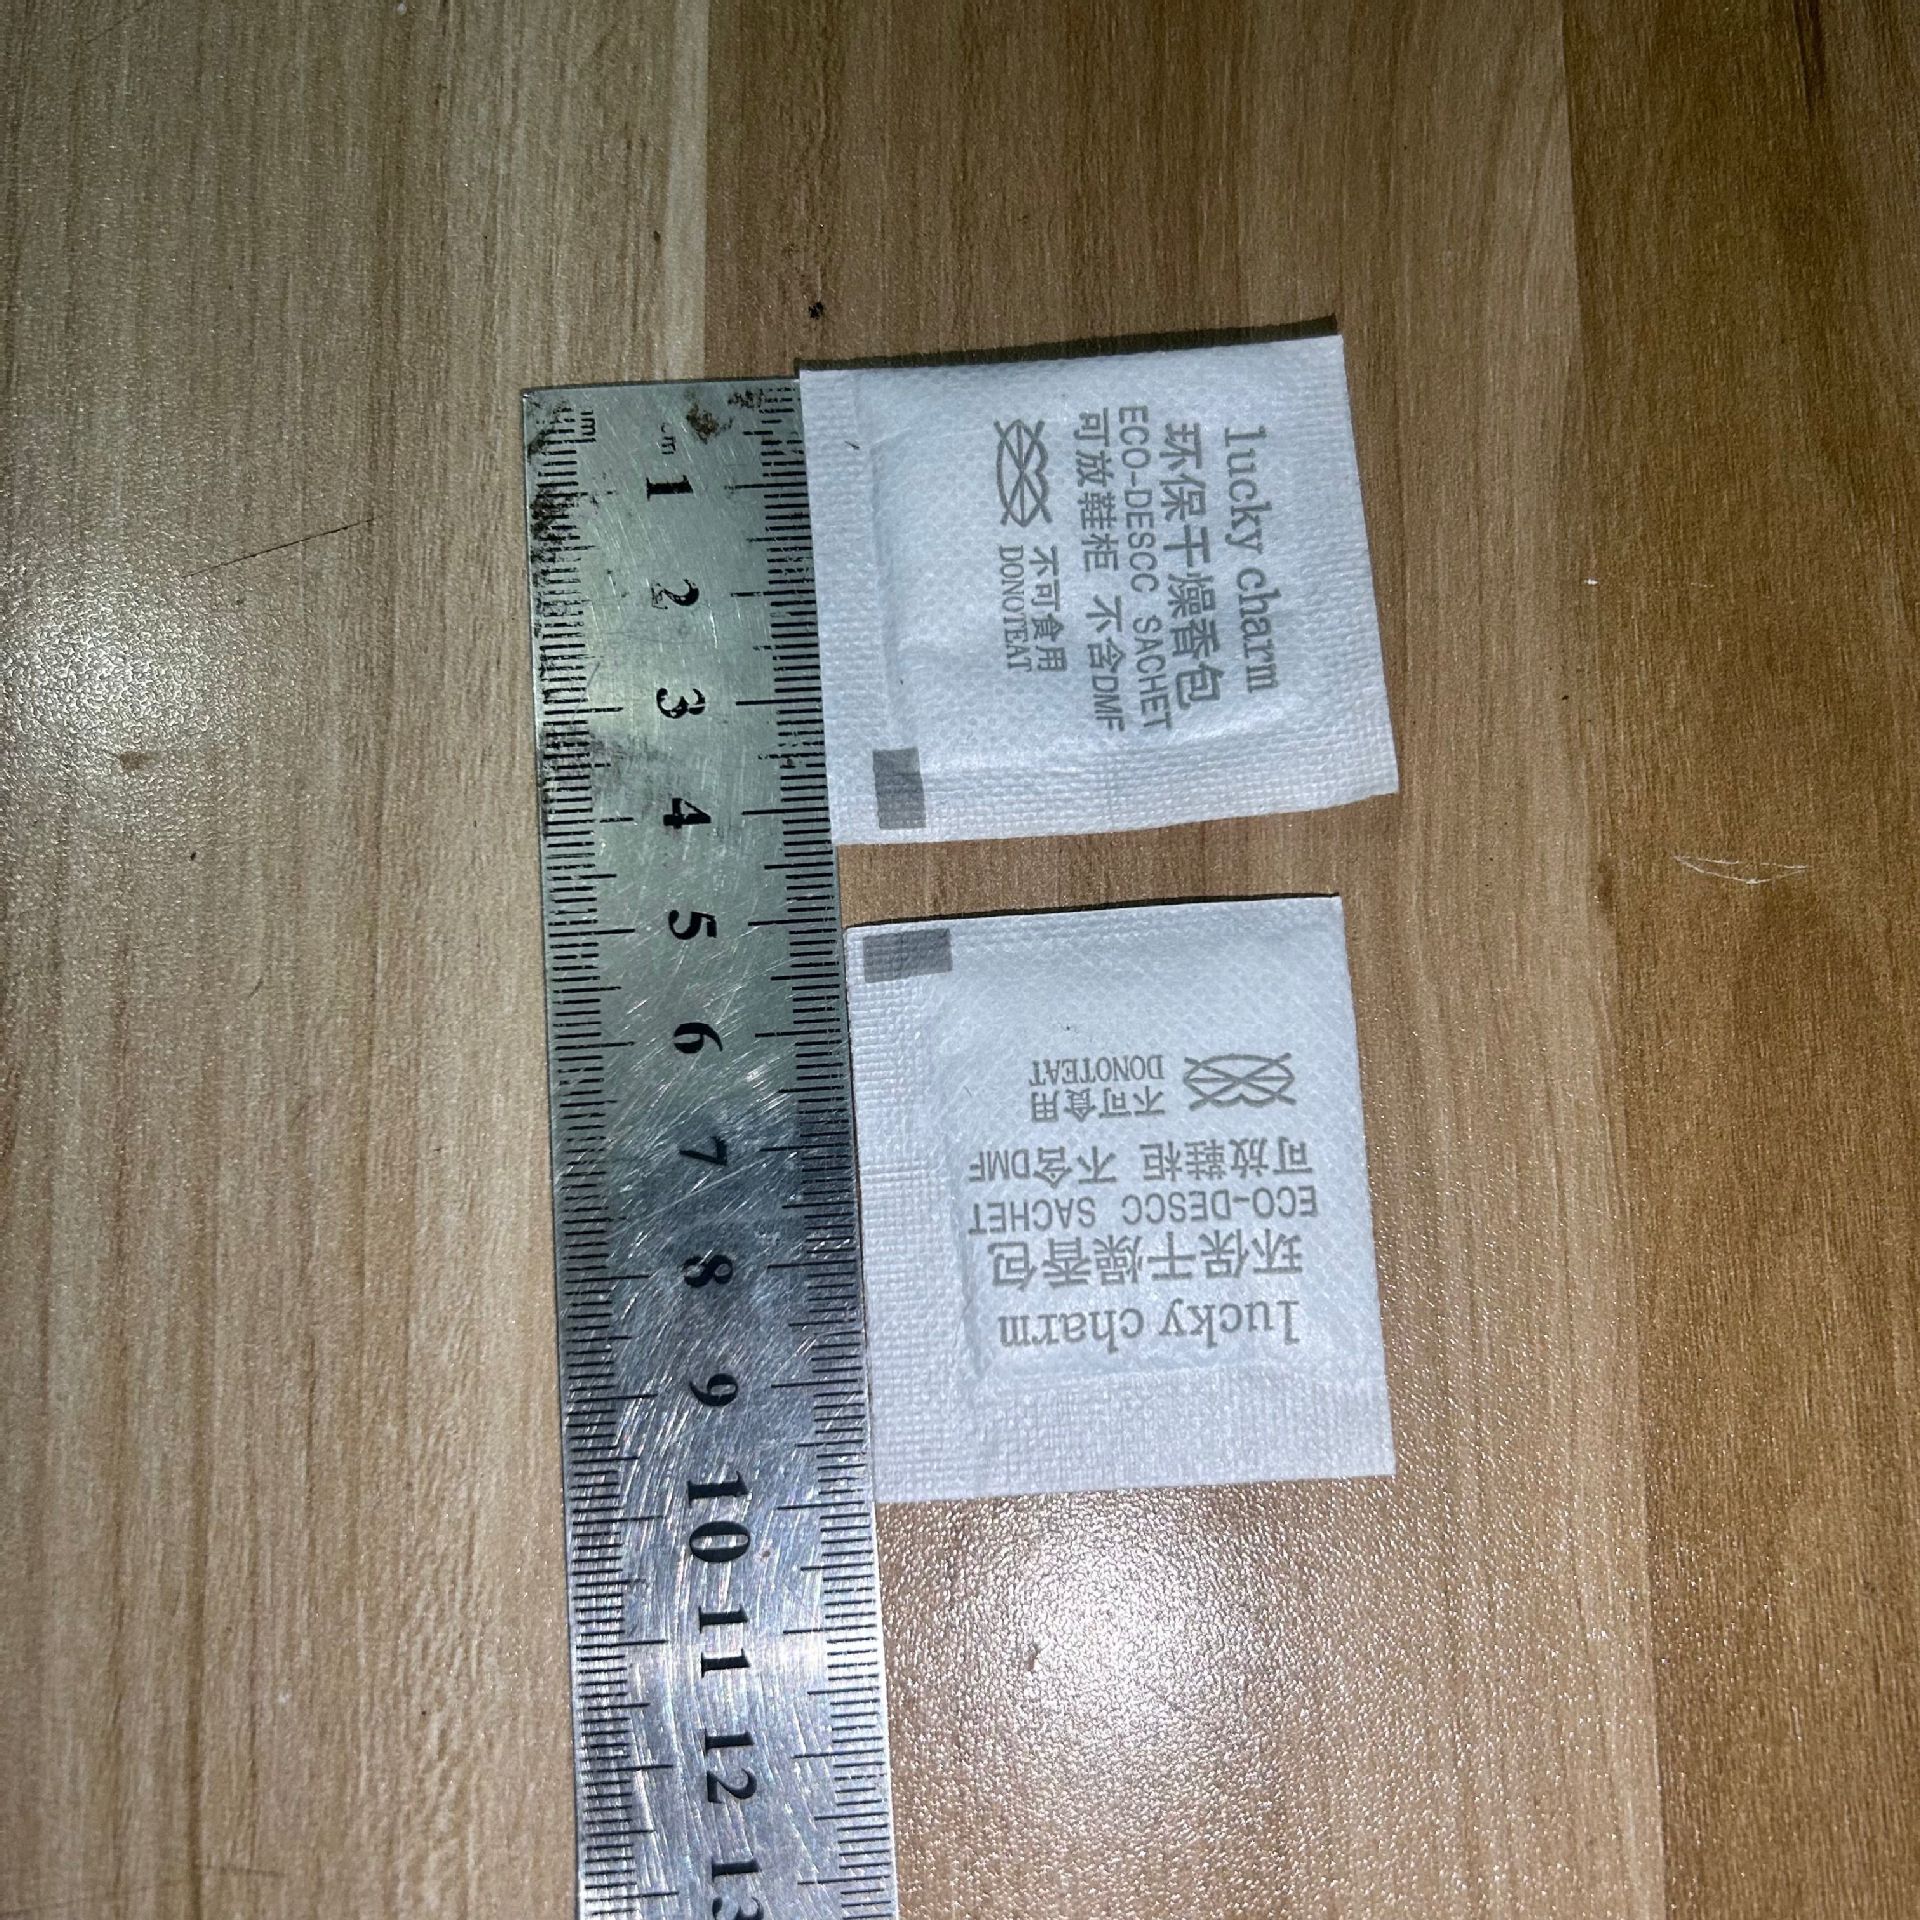 cm
1
2
3
4
5
6
7
8
9
10
11
12
13
lucky charm
环保干燥香包
ECO-DESCC SACHET
可放鞋柜 不含DMF
不可食用
DONOTEAT
lucky charm
环保干燥香包
ECO-DESCC SACHET
可放鞋柜 不含DMF
不可食用
DONOTEAT